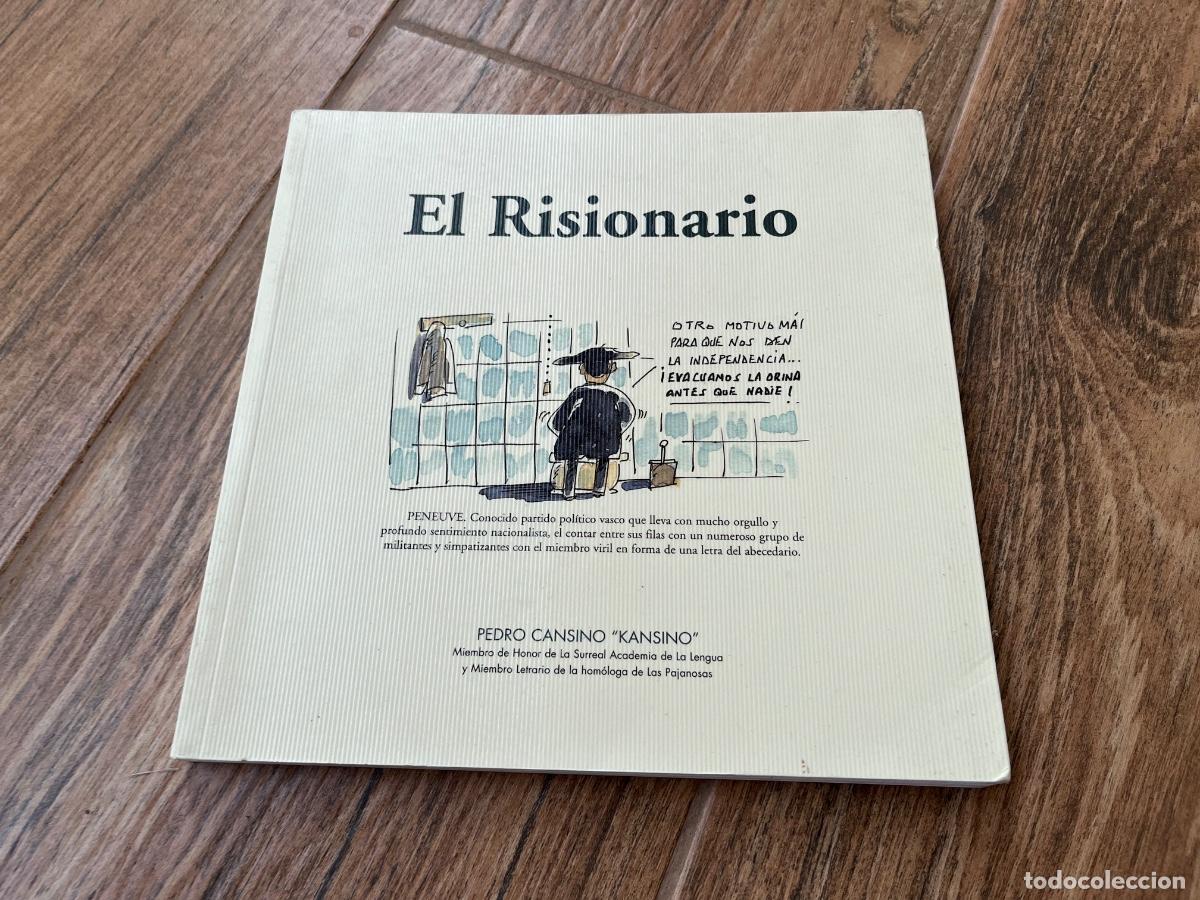 El Risionario
OTRO MOTIVO MÁS
PARA QUE NOS DEN
LA INDEPENDENCIA...
¡EVACUAMOS LA ORINA
ANTES QUE NADIE!
PENEUVE. Conocido partido político vasco que lleva con mucho orgullo y
profundo sentimiento nacionalista, el contar entre sus filas con un numeroso grupo de
militantes y simpatizantes con el miembro viril en forma de una letra del abecedario.
PEDRO CANSINO "KANSINO"
Miembro de Honor de La Surreal Academia de La Lengua
y Miembro Letrario de la homóloga de Las Pajanosas
todocoleccion